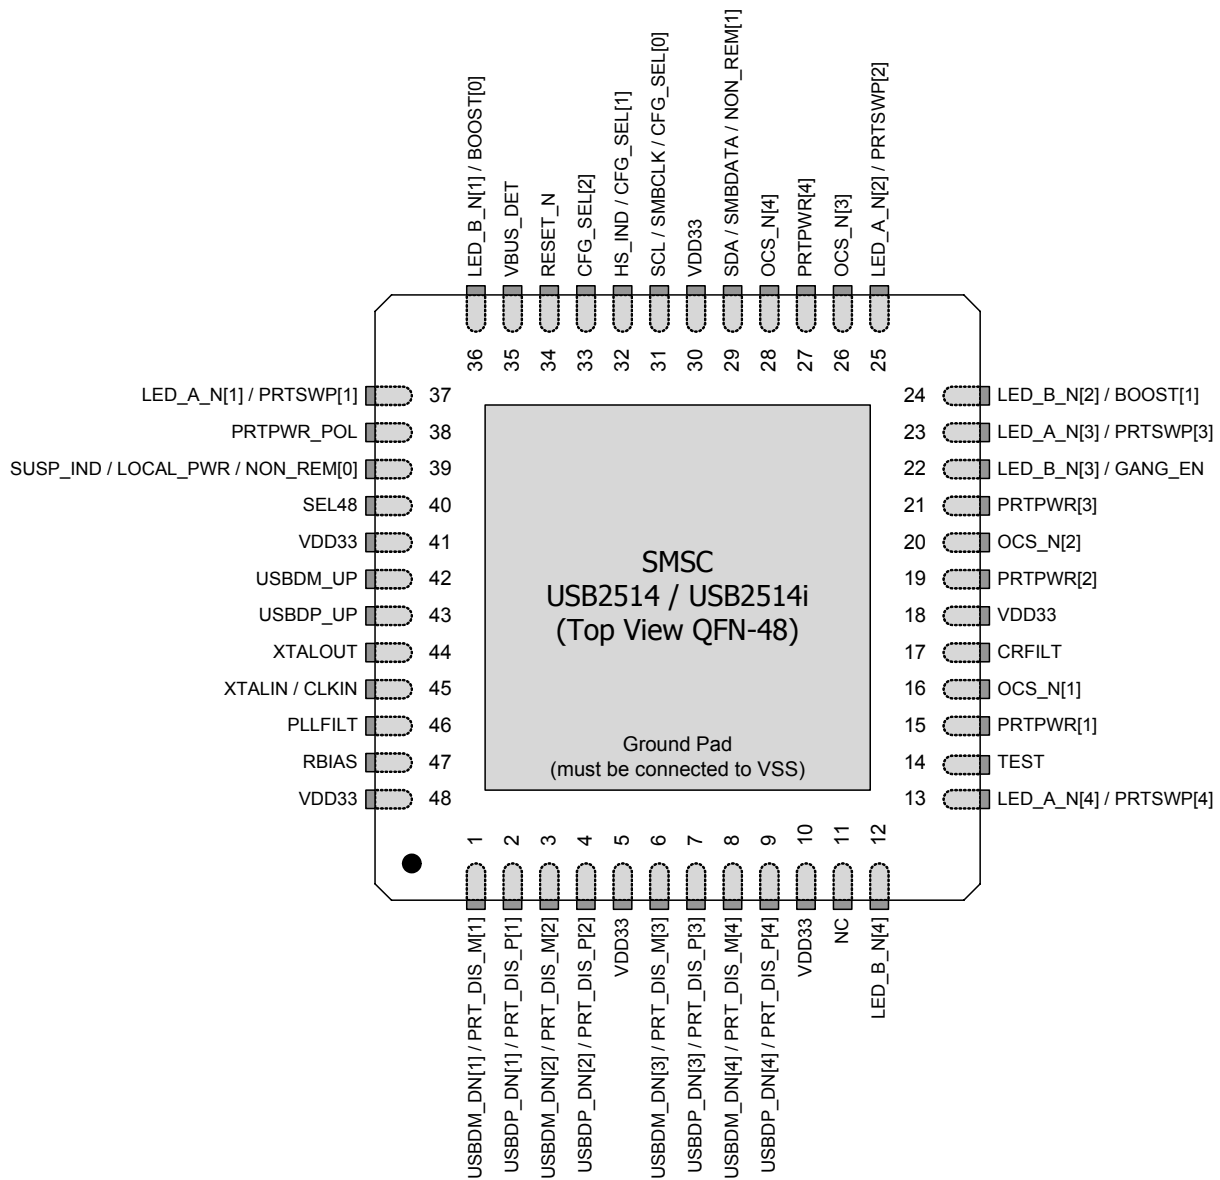 LED_B_N[1] / BOOST[0]
VBUS_DET
RESET_N
CFG_SEL[2]
HS_IND / CFG_SEL[1]
SCL / SMBCLK / CFG_SEL[0]
VDD33
SDA / SMBDATA / NON_REM[1]
OCS_N[4]
PRTPWR[4]
OCS_N[3]
LED_A_N[2] / PRTSWP[2]
36
35
34
33
32
31
30
29
28
27
26
25
LED_A_N[1] / PRTSWP[1] 37
PRTPWR_POL 38
SUSP_IND / LOCAL_PWR / NON_REM[0] 39
SEL48 40
VDD33 41
USBDM_UP 42
USBDP_UP 43
XTALOUT 44
XTALIN / CLKIN 45
PLLFILT 46
RBIAS 47
VDD33 48
SMSC
USB2514 / USB2514i
(Top View QFN-48)
Ground Pad
(must be connected to VSS)
24 LED_B_N[2] / BOOST[1]
23 LED_A_N[3] / PRTSWP[3]
22 LED_B_N[3] / GANG_EN
21 PRTPWR[3]
20 OCS_N[2]
19 PRTPWR[2]
18 VDD33
17 CRFILT
16 OCS_N[1]
15 PRTPWR[1]
14 TEST
13 LED_A_N[4] / PRTSWP[4]
1
2
3
4
5
6
7
8
9
10
11
12
USBDM_DN[1] / PRT_DIS_M[1]
USBDP_DN[1] / PRT_DIS_P[1]
USBDM_DN[2] / PRT_DIS_M[2]
USBDP_DN[2] / PRT_DIS_P[2]
VDD33
USBDM_DN[3] / PRT_DIS_M[3]
USBDP_DN[3] / PRT_DIS_P[3]
USBDM_DN[4] / PRT_DIS_M[4]
USBDP_DN[4] / PRT_DIS_P[4]
VDD33
NC
LED_B_N[4]